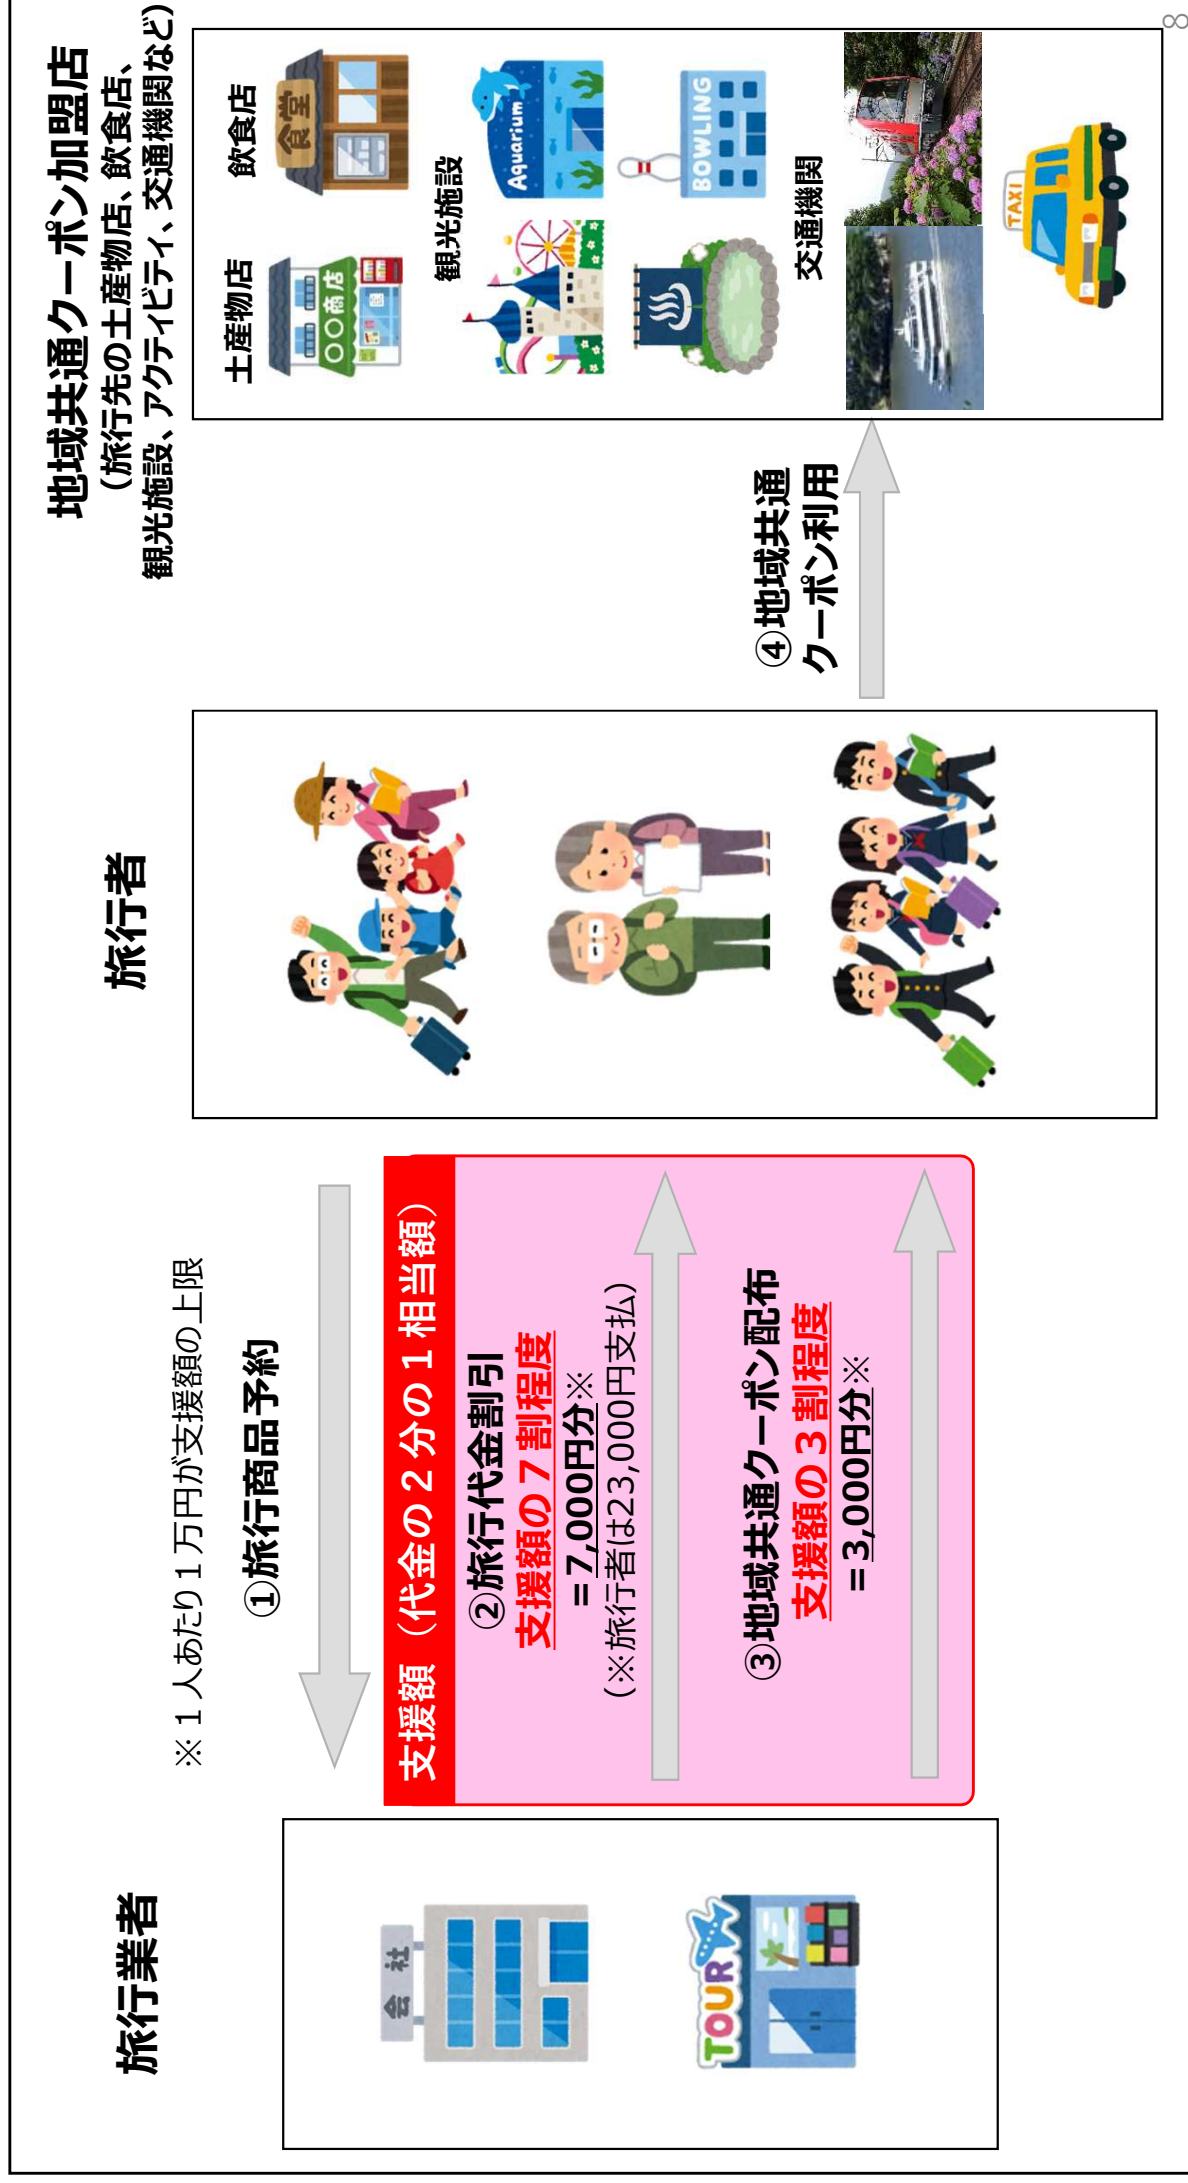 旅行業者
会社
TOUR
※１人あたり１万円が支援額の上限
①旅行商品予約
支援額（代金の２分の１相当額）
②旅行代金割引
支援額の７割程度
＝7,000円分※
(※旅行者は23,000円支払)
③地域共通クーポン配布
支援額の３割程度
＝3,000円分※
旅行者
④地域共通
クーポン利用
地域共通クーポン加盟店
（旅行先の土産物店、飲食店、
観光施設、アクティビティ、交通機関など）
土産物店
〇〇商店
飲食店
食堂
観光施設
Aquarium
BOWLING
交通機関
TAXI
8